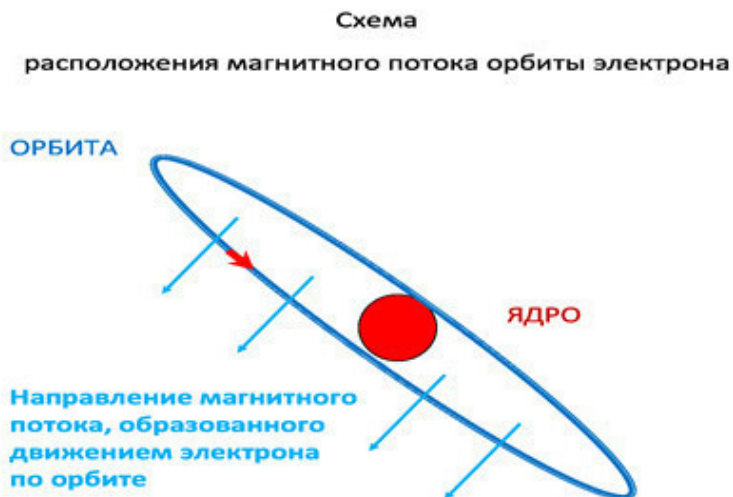 Схема
расположения магнитного потока орбиты электрона
ОРБИТА
ЯДРО
Направление магнитного
потока, образованного
движением электрона
по орбите